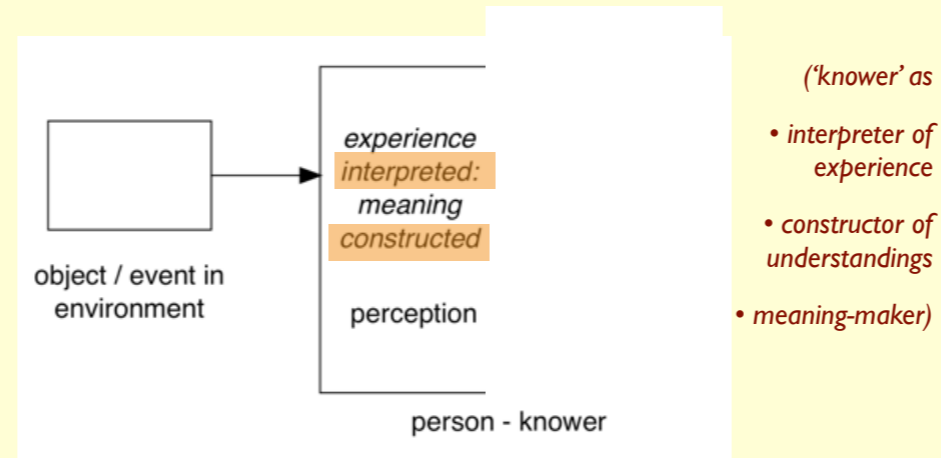 experience
interpreted:
meaning
constructed
perception
object / event in
environment
person - knower
(‘knower’ as
• interpreter of
experience
• constructor of
understandings
• meaning-maker)